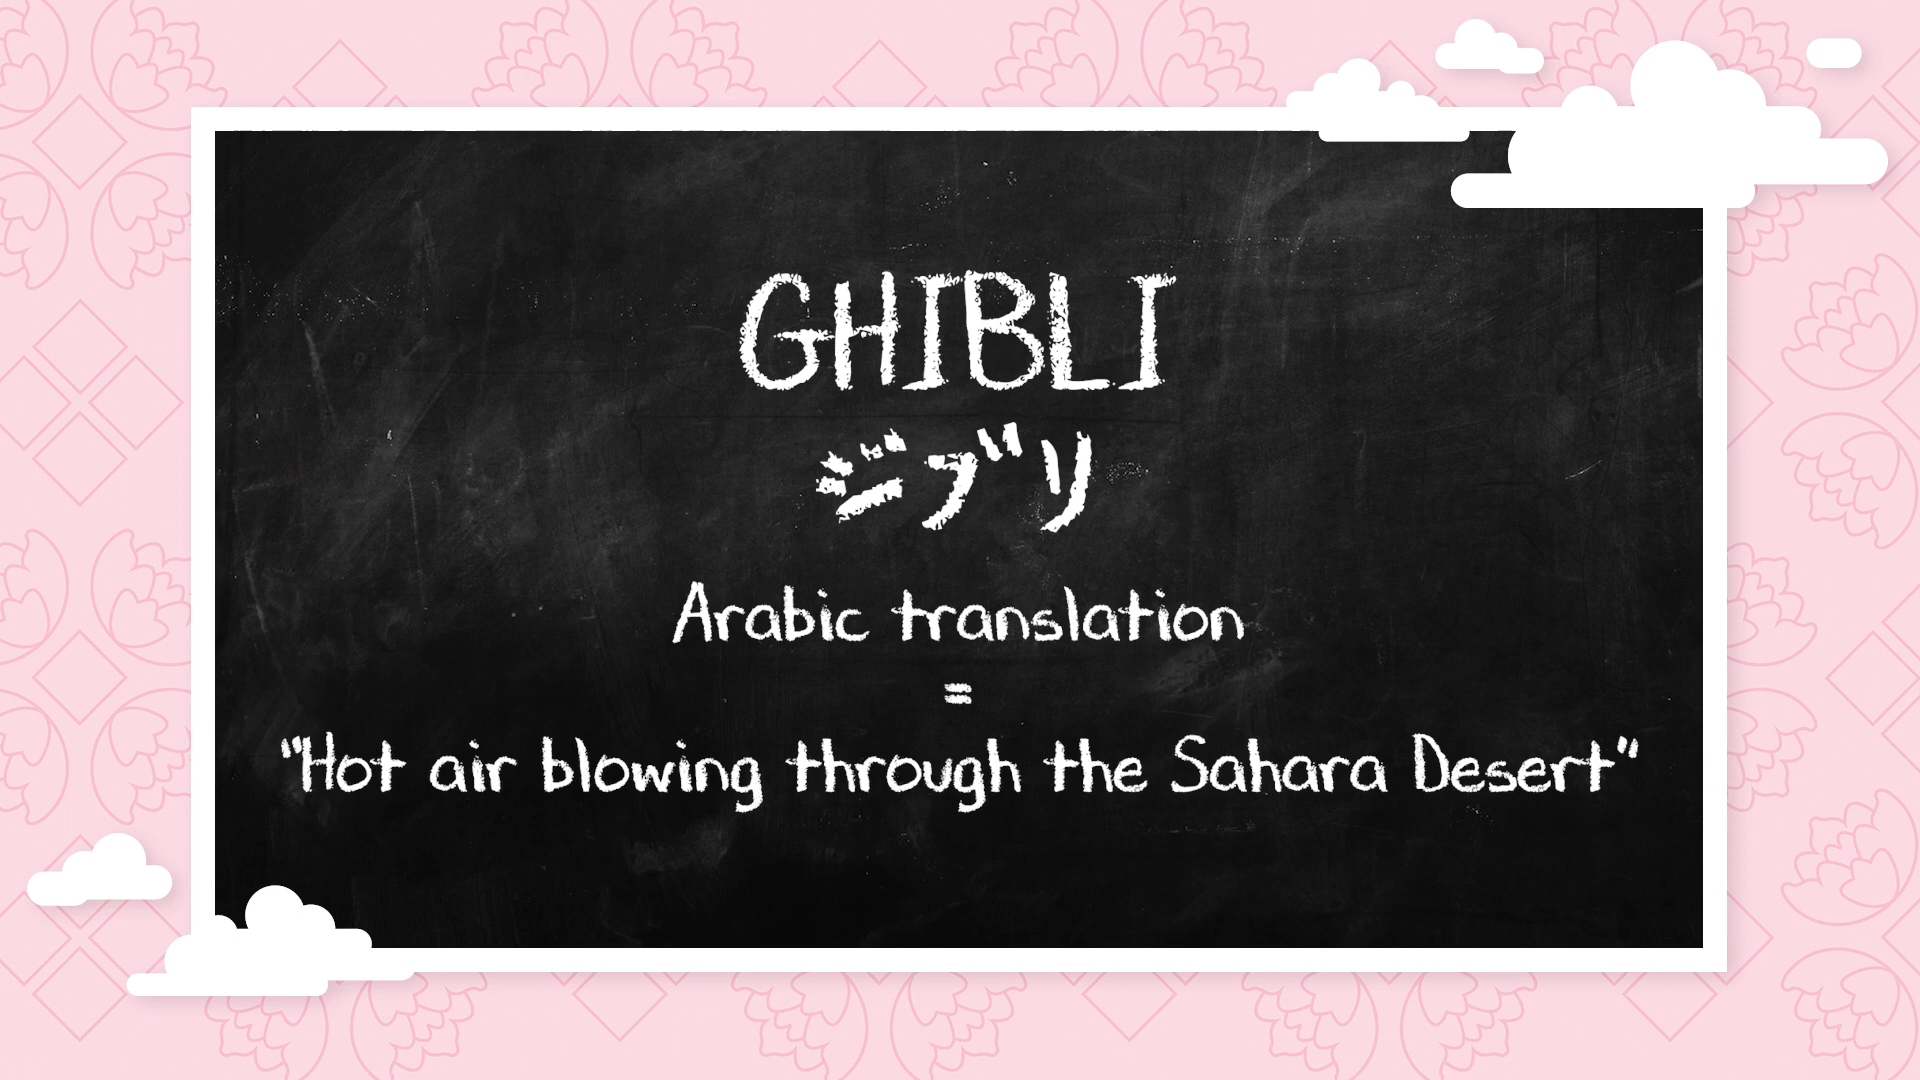 GHIBLI
ジブリ
Arabic translation
=
"Hot air blowing through the Sahara Desert"